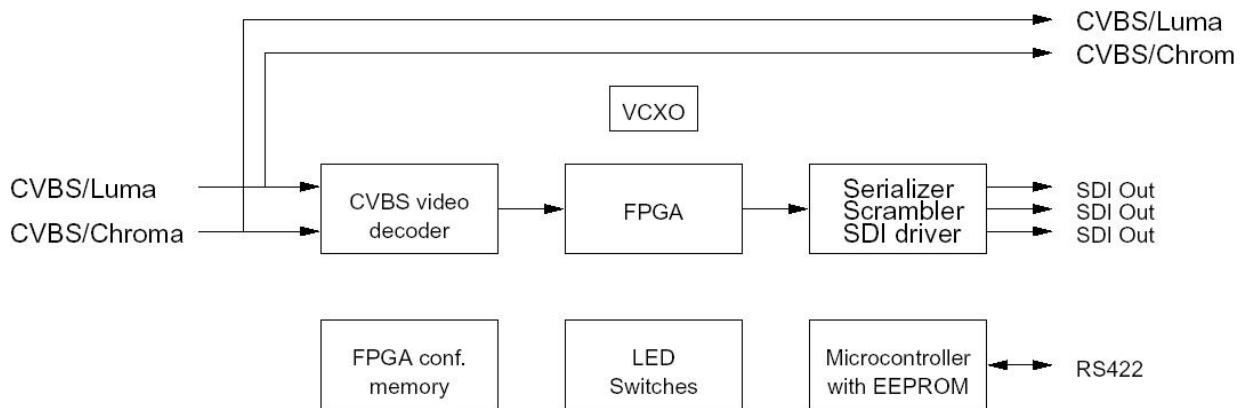 CVBS/Luma
CVBS/Chrom
VCXO
CVBS/Luma
CVBS/Chroma
CVBS video
decoder
FPGA
Serializer
Scrambler
SDI driver
SDI Out
SDI Out
SDI Out
FPGA conf.
memory
LED
Switches
Microcontroller
with EEPROM
RS422